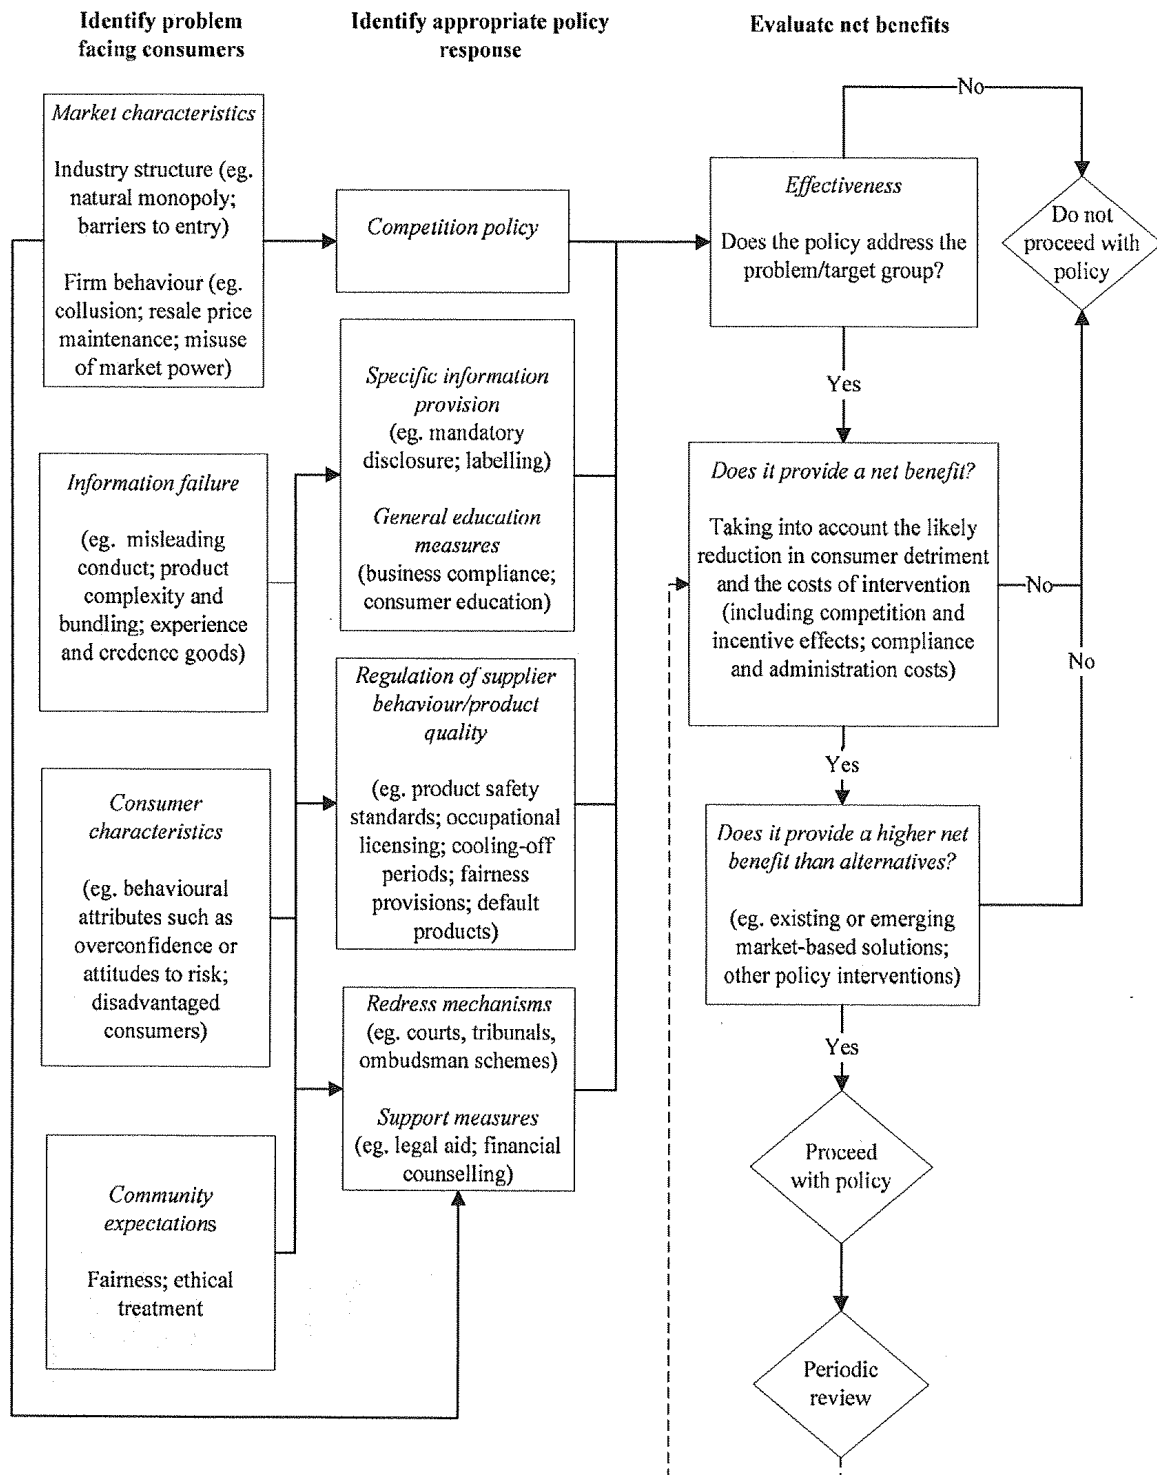 Identify problem
facing consumers
Identify appropriate policy
response
Evaluate net benefits
Market characteristics
Industry structure (eg.
natural monopoly;
barriers to entry)
Firm behaviour (eg.
collusion; resale price
maintenance; misuse
of market power)
Information failure
(eg. misleading
conduct; product
complexity and
bundling; experience
and credence goods)
Consumer
characteristics
(eg. behavioural
attributes such as
overconfidence or
attitudes to risk;
disadvantaged
consumers)
Community
expectations
Fairness; ethical
treatment
Competition policy
Specific information
provision
(eg. mandatory
disclosure; labelling)
General education
measures
(business compliance;
consumer education)
Regulation of supplier
behaviour/product
quality
(eg. product safety
standards; occupational
licensing; cooling-off
periods; fairness
provisions; default
products)
Redress mechanisms
(eg. courts, tribunals,
ombudsman schemes)
Support measures
(eg. legal aid; financial
counselling)
No
Effectiveness
Does the policy address the
problem/target group?
Do not
proceed with
policy
Yes
Does it provide a net benefit?
Taking into account the likely
reduction in consumer detriment
and the costs of intervention
(including competition and
incentive effects; compliance
and administration costs)
No
No
Yes
Does it provide a higher net
benefit than alternatives?
(eg. existing or emerging
market-based solutions;
other policy interventions)
Yes
Proceed
with policy
Periodic
review